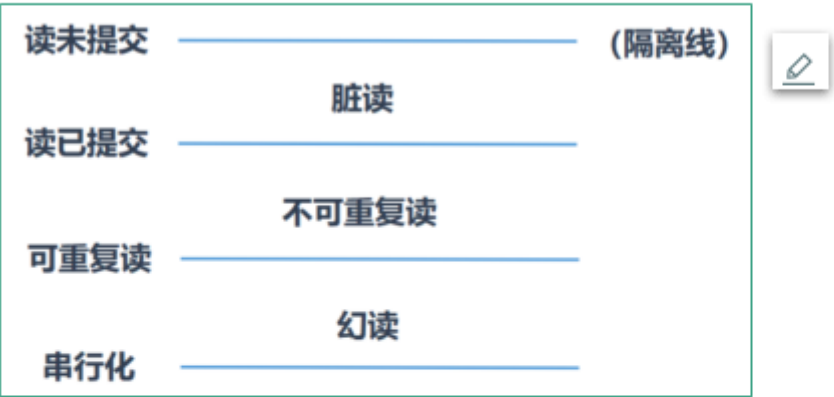 读未提交 （隔离线）
脏读
读已提交
不可重复读
可重复读
幻读
串行化